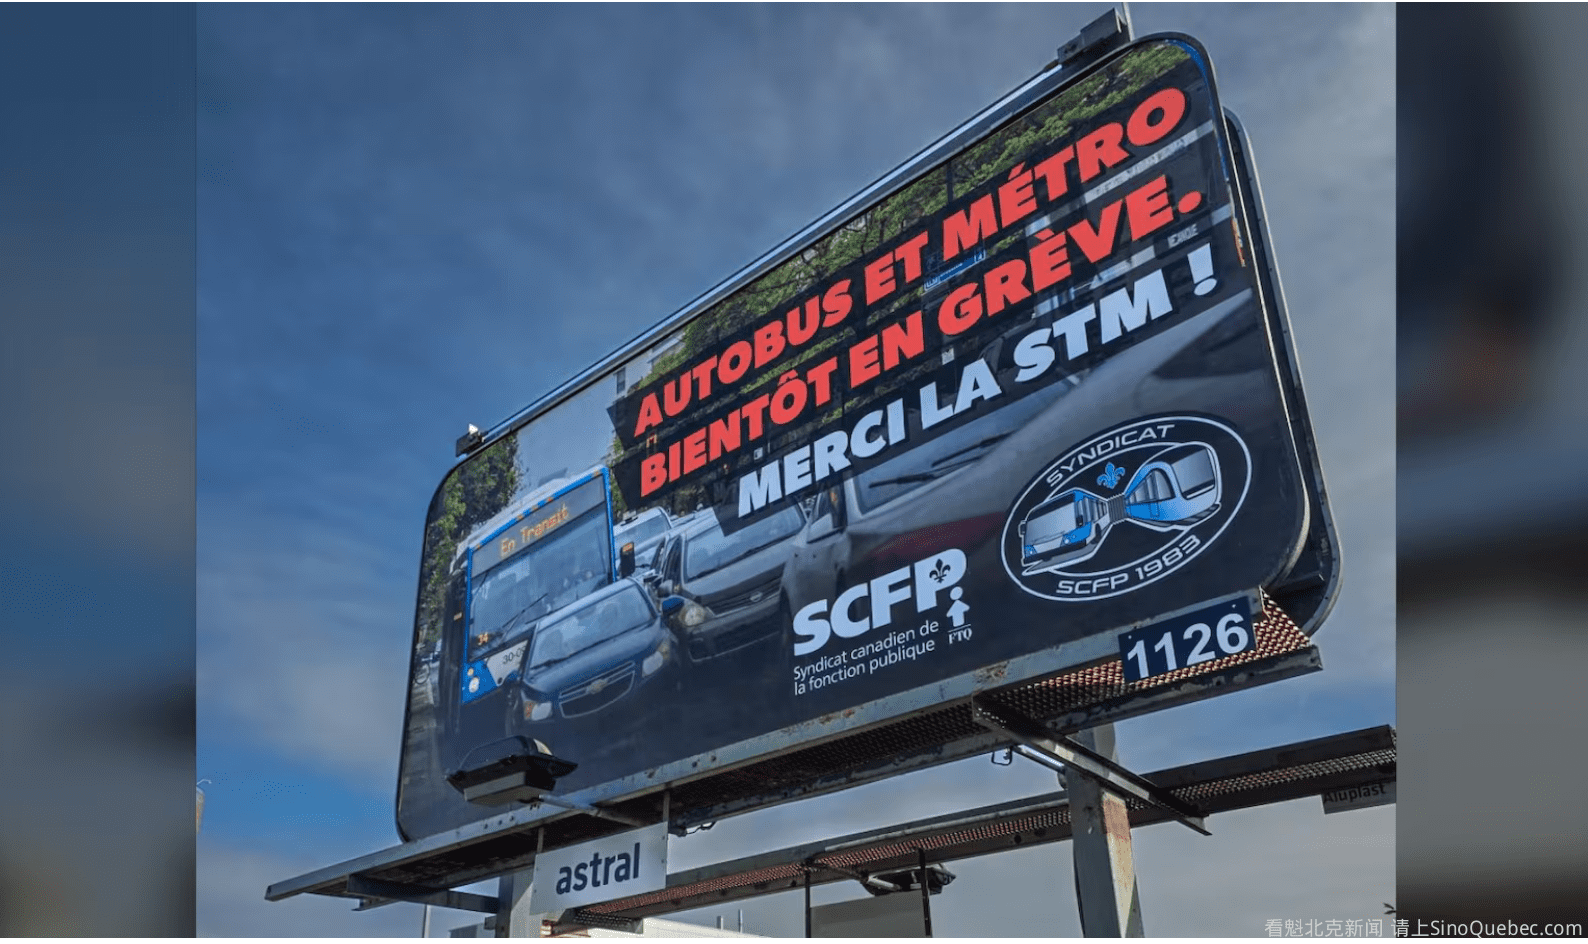 AUTOBUS ET MÉTRO
BIENTÔT EN GRÈVE.
MERCI LA STM !
En Transit
34
SYNDICAT
SCFP 1983
SCFP
FTQ
Syndicat canadien de
la fonction publique
1126
astral
Aluplast
看魁北克新闻 请上SinoQuebec.com